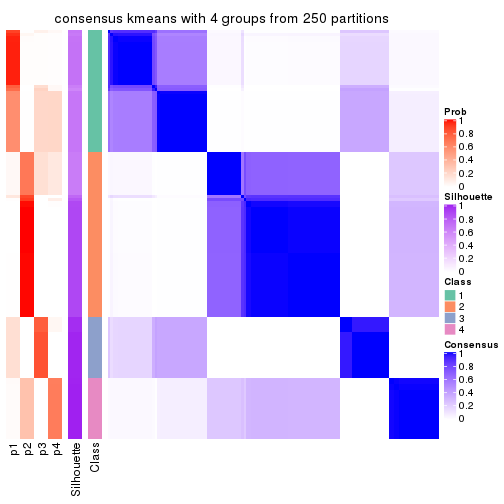 consensus kmeans with 4 groups from 250 partitions
Prob
1
0.8
0.6
0.4
0.2
0
Silhouette
1
0.8
0.6
0.4
0.2
0
Class
1
2
3
4
Consensus
1
0.8
0.6
0.4
0.2
0
p1
p2
p3
p4
Silhouette
Class